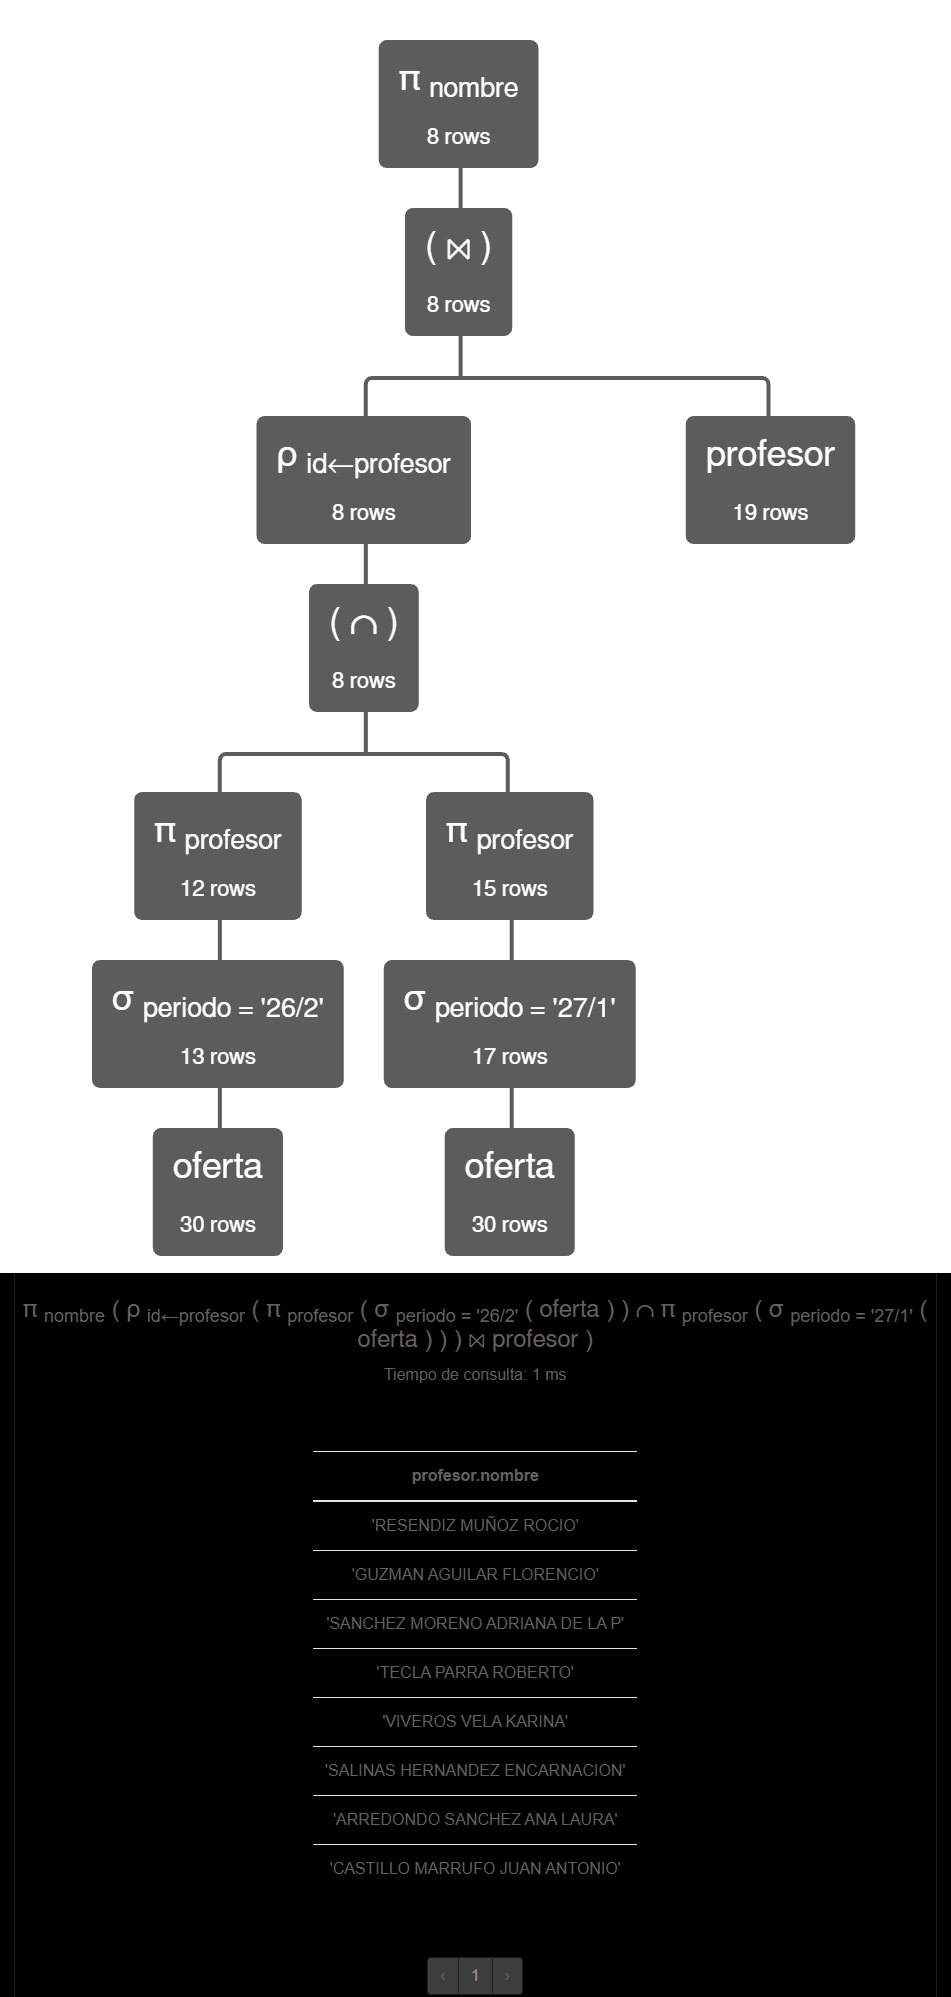 π nombre
8 rows
( ⋈ )
8 rows
ρ id←profesor
8 rows
profesor
19 rows
( ∩ )
8 rows
π profesor
12 rows
π profesor
15 rows
σ periodo = '26/2'
13 rows
σ periodo = '27/1'
17 rows
oferta
30 rows
oferta
30 rows
π nombre ( ρ id←profesor ( π profesor ( σ periodo = '26/2' ( oferta ) ) ∩ π profesor ( σ periodo = '27/1' (
oferta ) ) ) ⋈ profesor )
Tiempo de consulta: 1 ms
profesor.nombre
'RESENDIZ MUÑOZ ROCIO'
'GUZMAN AGUILAR FLORENCIO'
'SANCHEZ MORENO ADRIANA DE LA P'
'TECLA PARRA ROBERTO'
'VIVEROS VELA KARINA'
'SALINAS HERNANDEZ ENCARNACION'
'ARREDONDO SANCHEZ ANA LAURA'
'CASTILLO MARRUFO JUAN ANTONIO'
‹ 1 ›